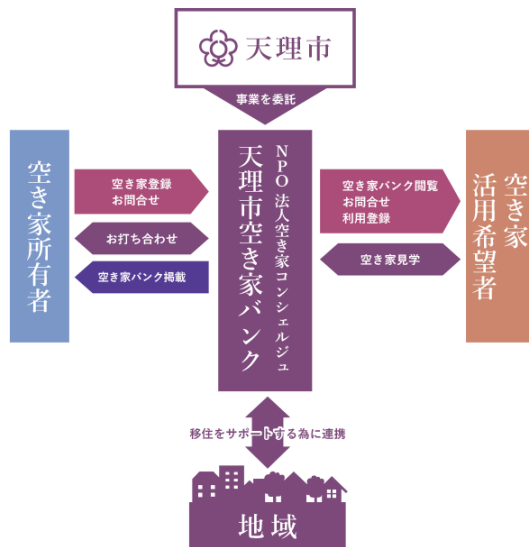 天理市
事業を委託
空き家所有者
空き家登録
お問合せ
お打ち合わせ
空き家バンク掲載
NPO法人空き家コンシェルジュ
天理市空き家バンク
空き家バンク閲覧
お問合せ
利用登録
空き家見学
空き家
活用希望者
移住をサポートする為に連携
地域